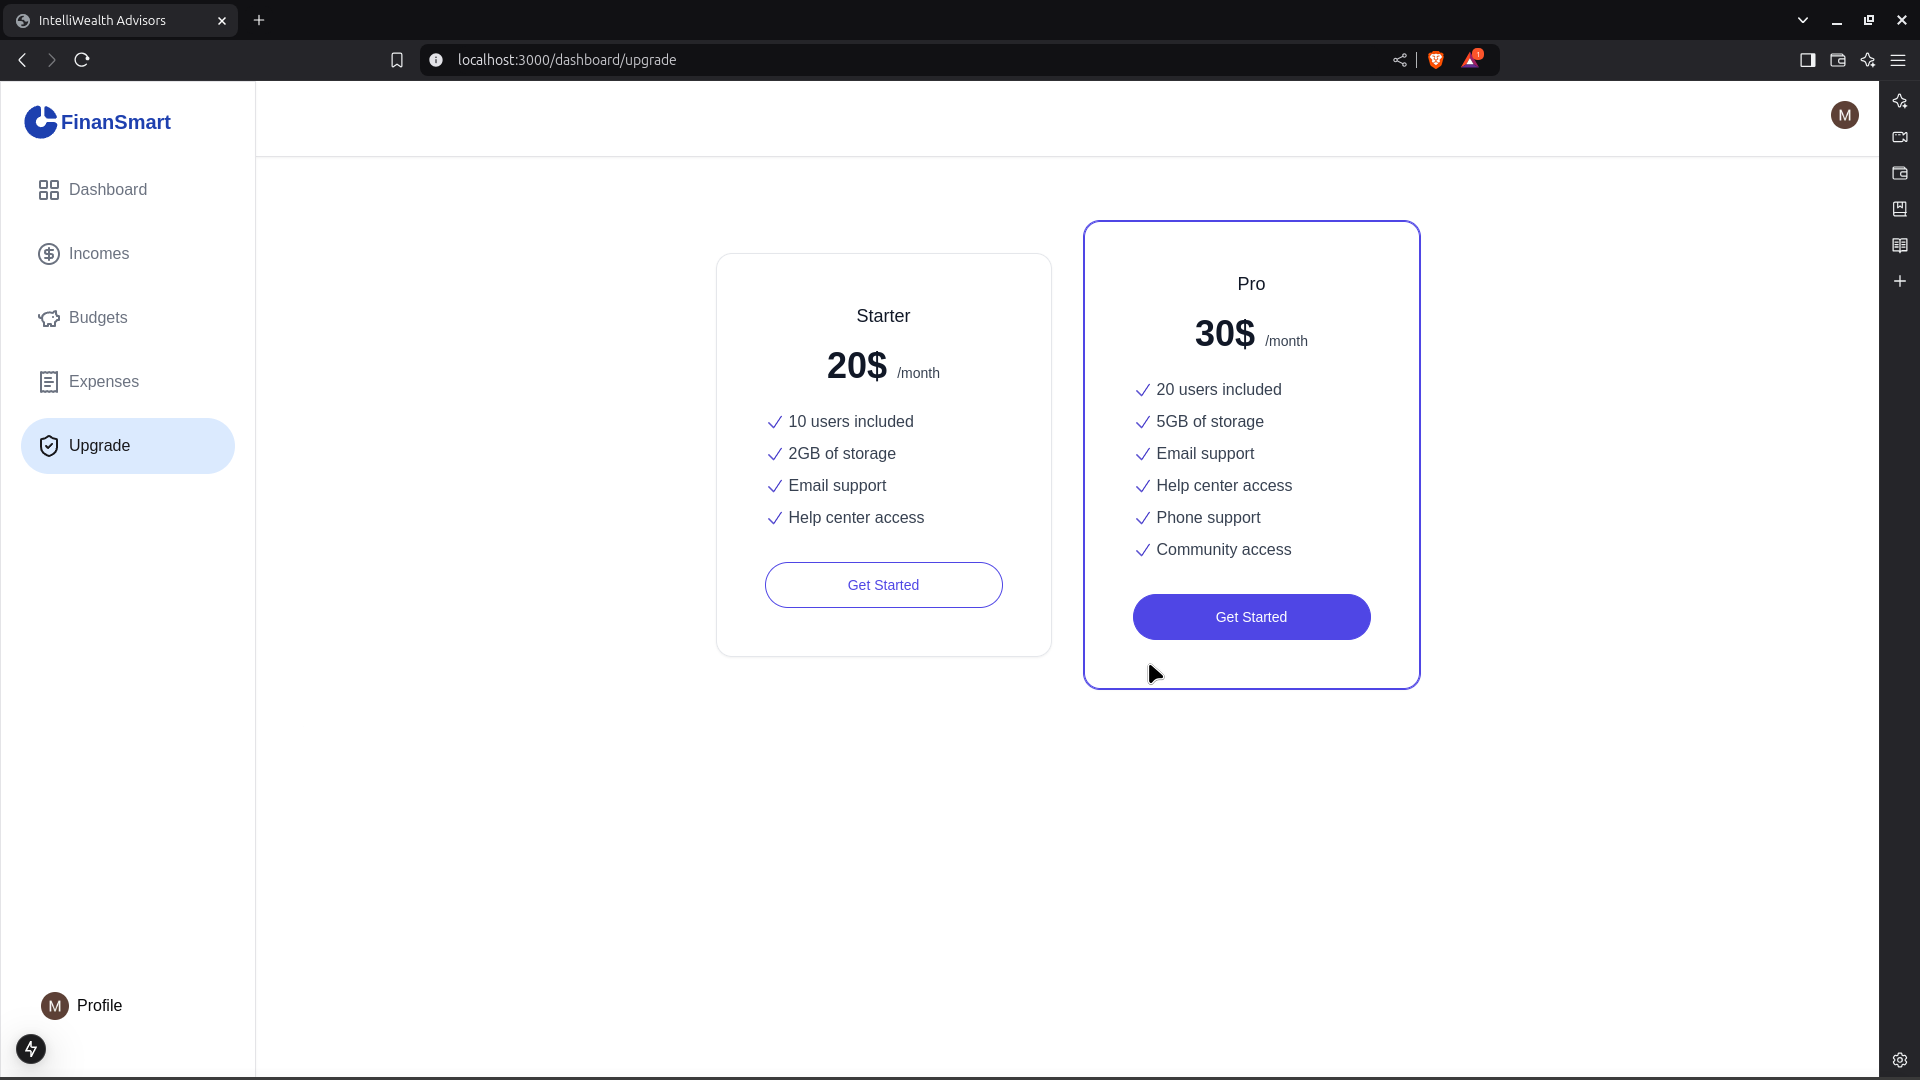 IntelliWealth Advisors
localhost:3000/dashboard/upgrade
1
FinanSmart
M
Dashboard
Incomes
Budgets
Expenses
Upgrade
Starter
20$ /month
10 users included
2GB of storage
Email support
Help center access
Get Started
Pro
30$ /month
20 users included
5GB of storage
Email support
Help center access
Phone support
Community access
Get Started
M Profile